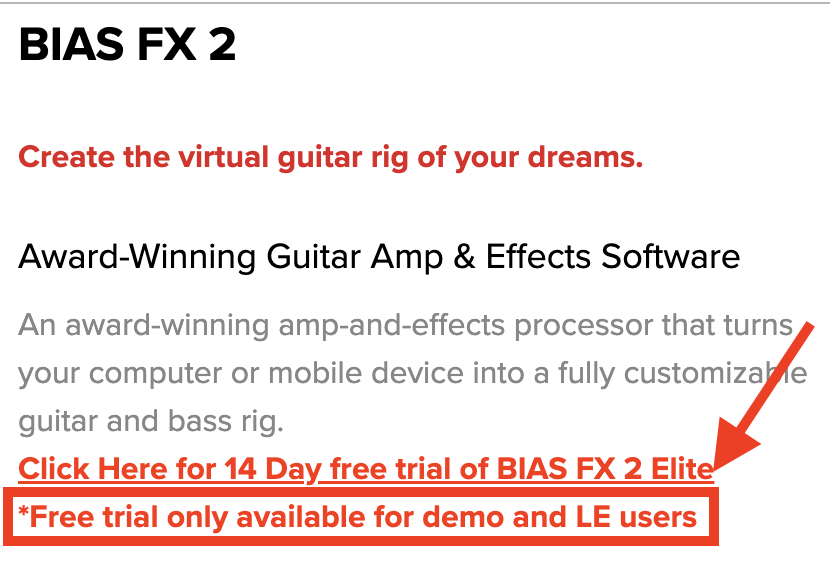 BIAS FX 2
Create the virtual guitar rig of your dreams.
Award-Winning Guitar Amp & Effects Software
An award-winning amp-and-effects processor that turns
your computer or mobile device into a fully customizable
guitar and bass rig.
Click Here for 14 Day free trial of BIAS FX 2 Elite
*Free trial only available for demo and LE users